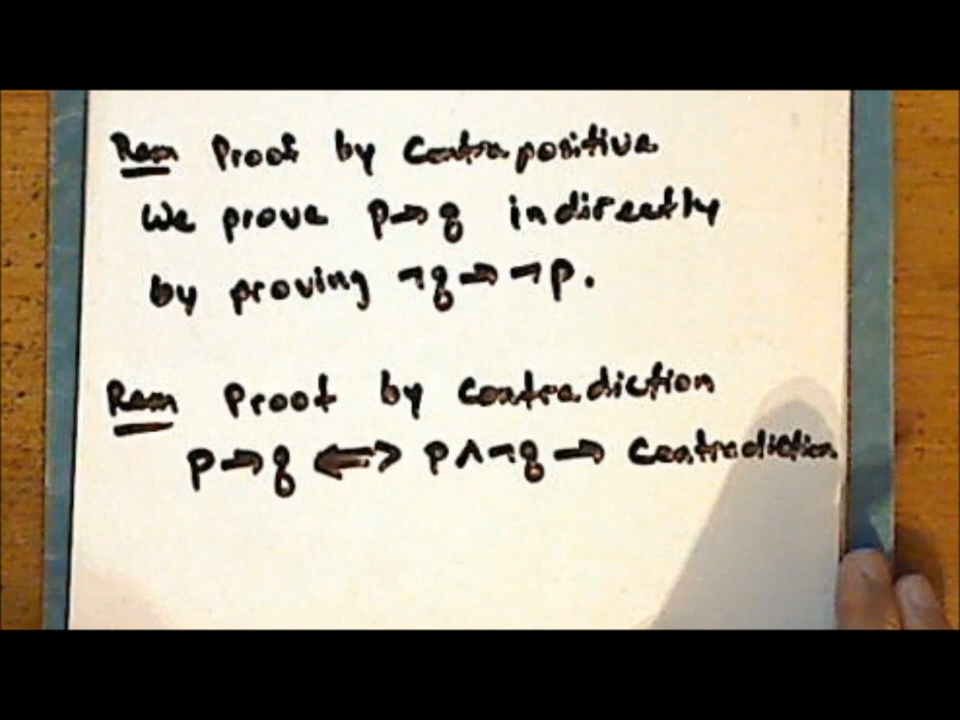 Rem Proof by Contrapositive
We prove p→q indirectly
by proving ¬q→¬p.
Rem Proof by Contradiction
p→q ⟺ p∧¬q → Contradiction